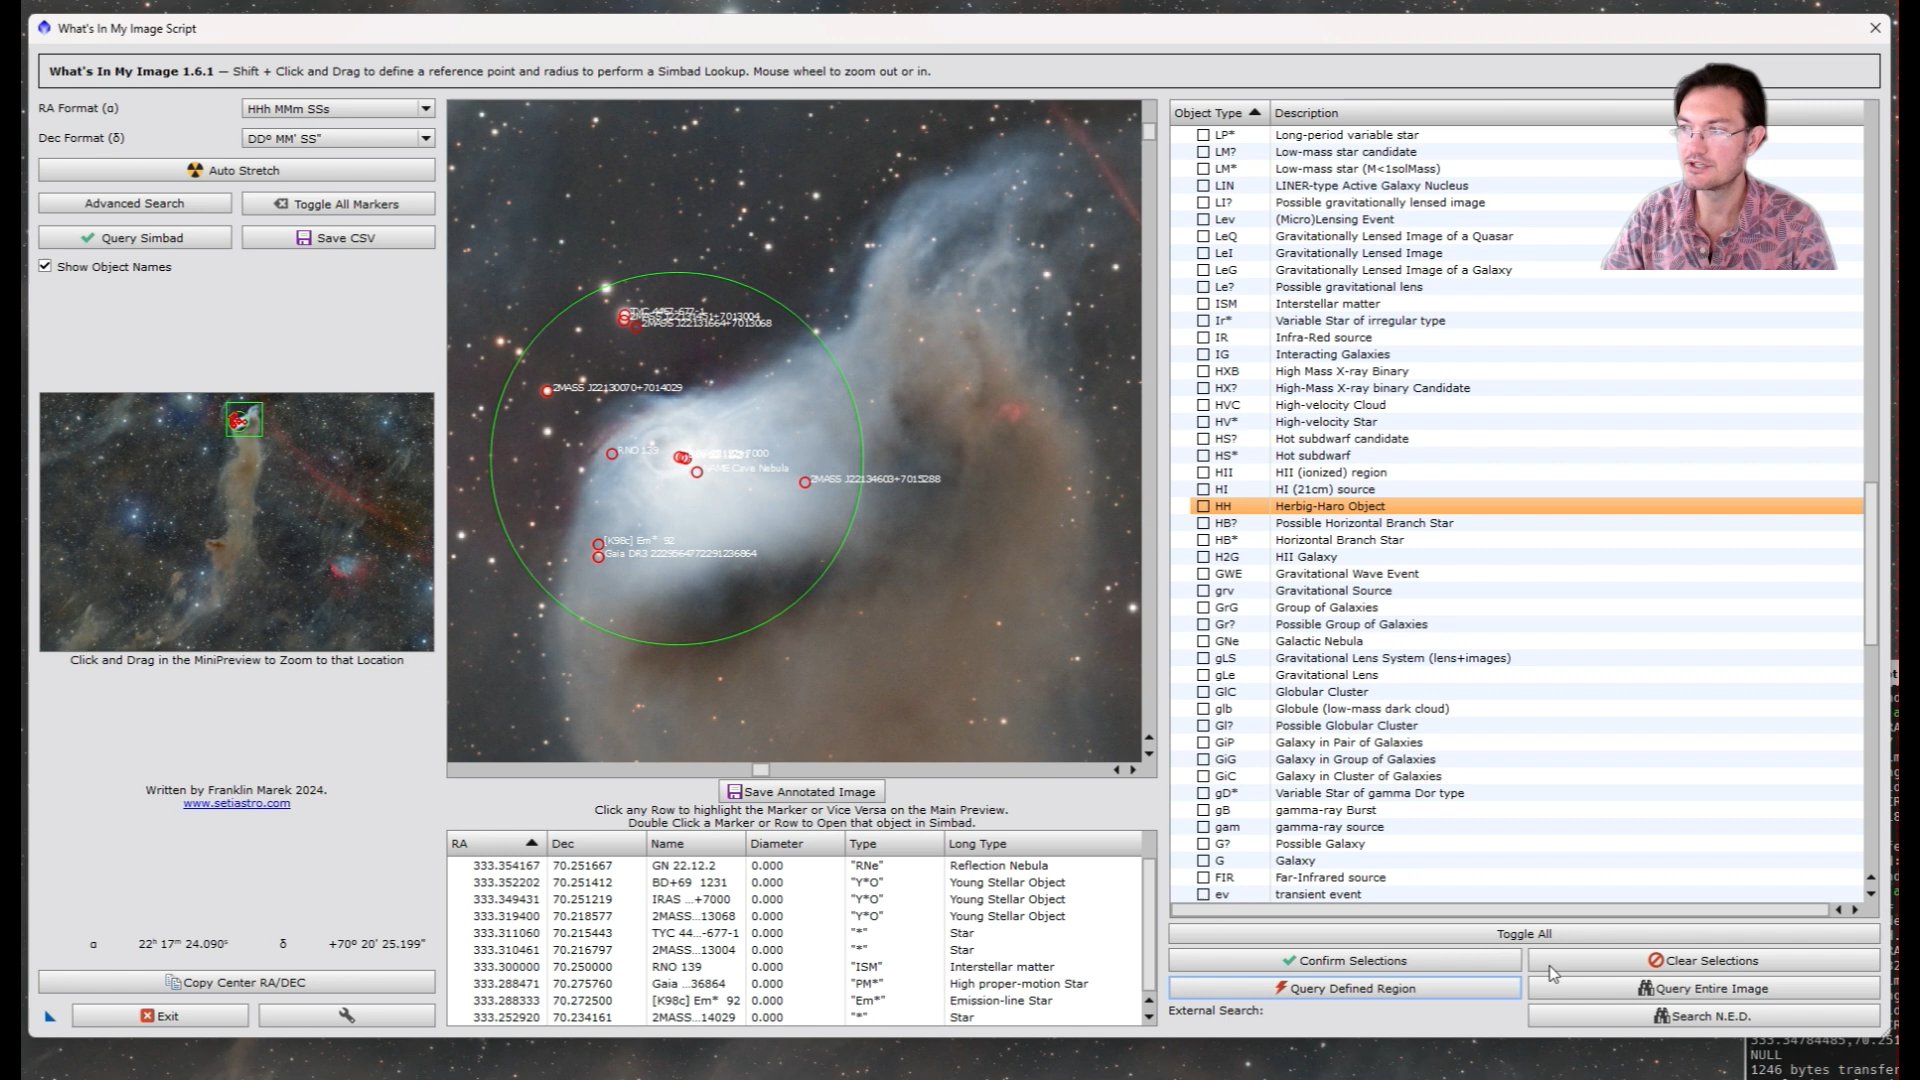 What's In My Image Script
What's In My Image 1.6.1 — Shift + Click and Drag to define a reference point and radius to perform a Simbad Lookup. Mouse wheel to zoom out or in.
RA Format (α)
HHh MMm SSs
Dec Format (δ)
DDº MM' SS"
Auto Stretch
Advanced Search
Toggle All Markers
Query Simbad
Save CSV
Show Object Names
Click and Drag in the MiniPreview to Zoom to that Location
Written by Franklin Marek 2024.
www.setiastro.com
α 22ʰ 17ᵐ 24.090ˢ δ +70º 20' 25.199"
Copy Center RA/DEC
Exit
TYC 4467-677-1
2MASS J22131664+7013068
2MASS J22130070+7014029
RNO 139
NAME Cave Nebula
2MASS J22134603+7015288
[K98c] Em* 92
Gaia DR3 2229564772291236864
Save Annotated Image
Click any Row to highlight the Marker or Vice Versa on the Main Preview.
Double Click a Marker or Row to Open that object in Simbad.
RA Dec Name Diameter Type Long Type
333.354167 70.251667 GN 22.12.2 0.000 "RNe" Reflection Nebula
333.352202 70.251412 BD+69 1231 0.000 "Y*O" Young Stellar Object
333.349431 70.251219 IRAS ...+7000 0.000 "Y*O" Young Stellar Object
333.319400 70.218577 2MASS...13068 0.000 "Y*O" Young Stellar Object
333.311060 70.215443 TYC 44...-677-1 0.000 "*" Star
333.310461 70.216797 2MASS...13004 0.000 "*" Star
333.300000 70.250000 RNO 139 0.000 "ISM" Interstellar matter
333.288471 70.275760 Gaia ...36864 0.000 "PM*" High proper-motion Star
333.288333 70.272500 [K98c] Em* 92 0.000 "Em*" Emission-line Star
333.252920 70.234161 2MASS...14029 0.000 "*" Star
Object Type Description
LP* Long-period variable star
LM? Low-mass star candidate
LM* Low-mass star (M<1solMass)
LIN LINER-type Active Galaxy Nucleus
LI? Possible gravitationally lensed image
Lev (Micro)Lensing Event
LeQ Gravitationally Lensed Image of a Quasar
LeI Gravitationally Lensed Image
LeG Gravitationally Lensed Image of a Galaxy
Le? Possible gravitational lens
ISM Interstellar matter
Ir* Variable Star of irregular type
IR Infra-Red source
IG Interacting Galaxies
HXB High Mass X-ray Binary
HX? High-Mass X-ray binary Candidate
HVC High-velocity Cloud
HV* High-velocity Star
HS? Hot subdwarf candidate
HS* Hot subdwarf
HII HII (ionized) region
HI HI (21cm) source
HH Herbig-Haro Object
HB? Possible Horizontal Branch Star
HB* Horizontal Branch Star
H2G HII Galaxy
GWE Gravitational Wave Event
grv Gravitational Source
GrG Group of Galaxies
Gr? Possible Group of Galaxies
GNe Galactic Nebula
gLS Gravitational Lens System (lens+images)
gLe Gravitational Lens
GlC Globular Cluster
glb Globule (low-mass dark cloud)
Gl? Possible Globular Cluster
GiP Galaxy in Pair of Galaxies
GiG Galaxy in Group of Galaxies
GiC Galaxy in Cluster of Galaxies
gD* Variable Star of gamma Dor type
gB gamma-ray Burst
gam gamma-ray source
G? Possible Galaxy
G Galaxy
FIR Far-Infrared source
ev transient event
Toggle All
Confirm Selections
Clear Selections
Query Defined Region
Query Entire Image
External Search:
Search N.E.D.
NULL
1246 bytes transfer